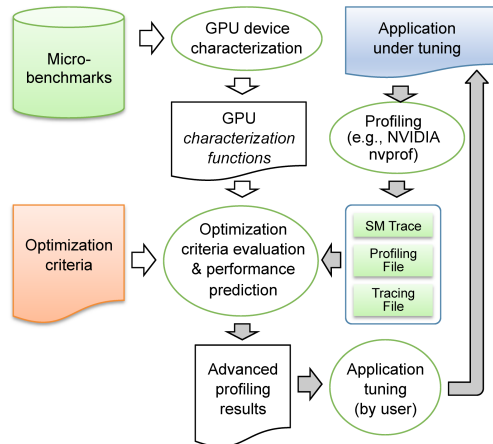 Micro-
benchmarks
GPU device
characterization
Application
under tuning
GPU
characterization
functions
Profiling
(e.g., NVIDIA
nvprof)
Optimization
criteria
Optimization
criteria evaluation
& performance
prediction
SM Trace
Profiling
File
Tracing
File
Advanced
profiling
results
Application
tuning
(by user)